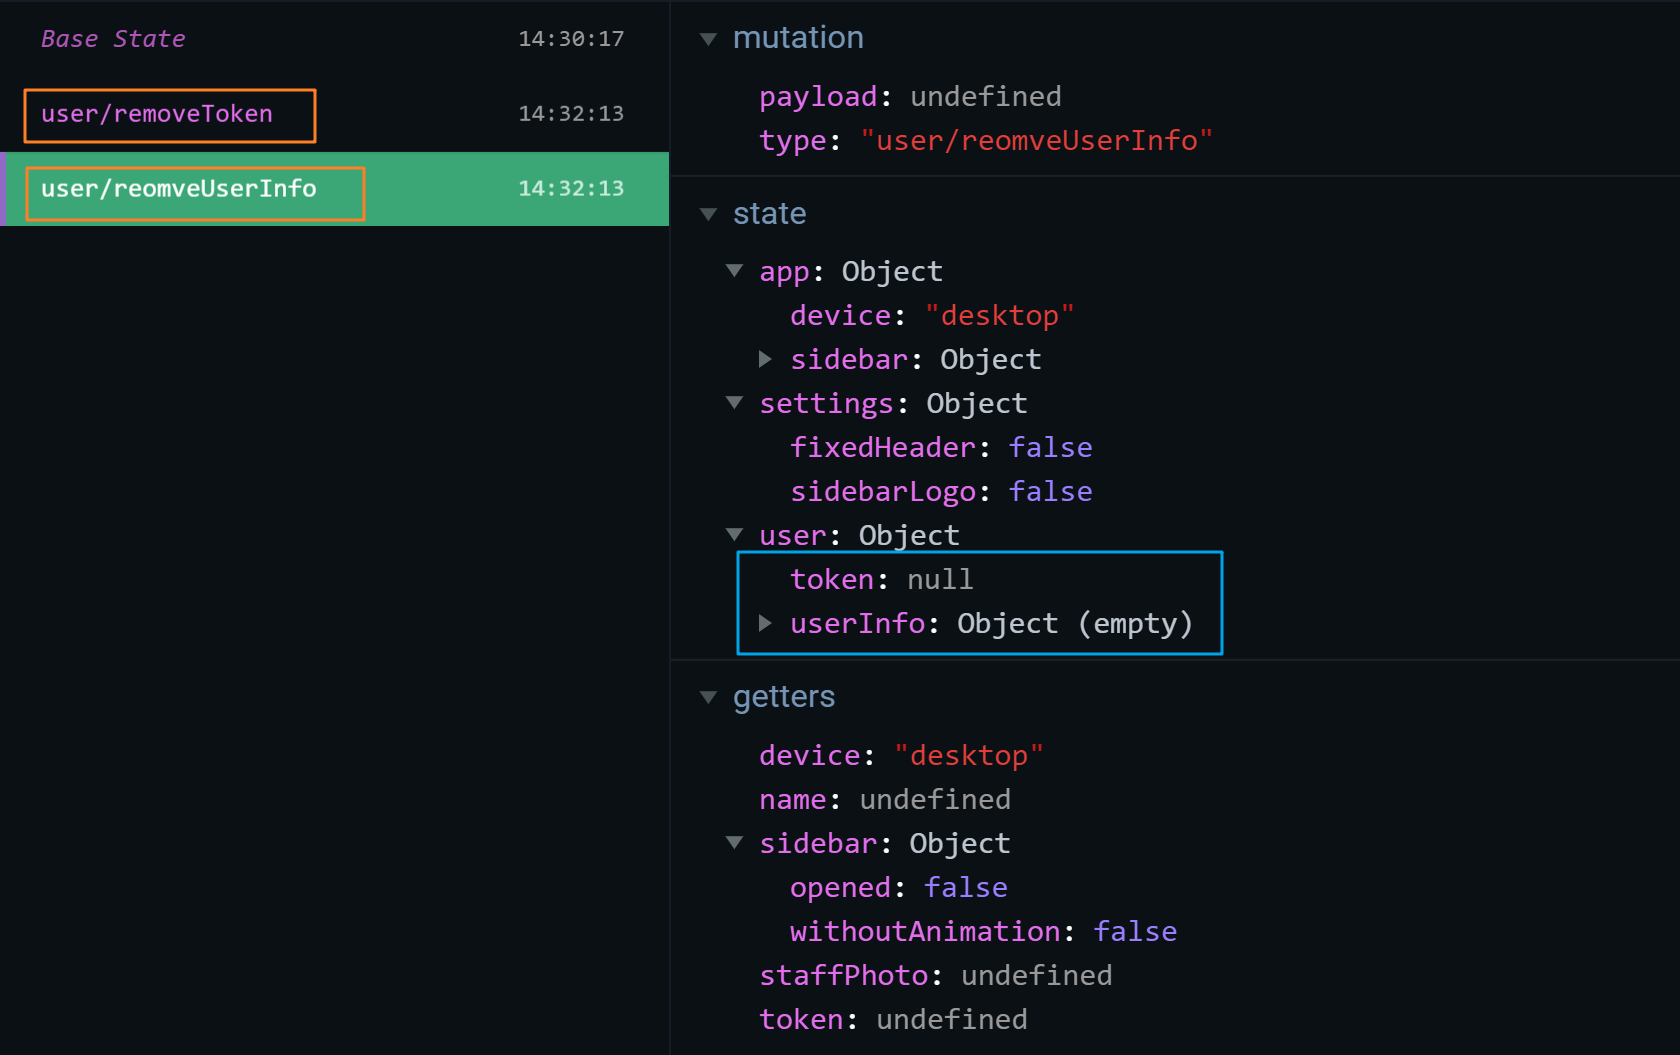 Base State 14:30:17
user/removeToken 14:32:13
user/reomveUserInfo 14:32:13
mutation
payload: undefined
type: "user/reomveUserInfo"
state
app: Object
device: "desktop"
sidebar: Object
settings: Object
fixedHeader: false
sidebarLogo: false
user: Object
token: null
userInfo: Object (empty)
getters
device: "desktop"
name: undefined
sidebar: Object
opened: false
withoutAnimation: false
staffPhoto: undefined
token: undefined